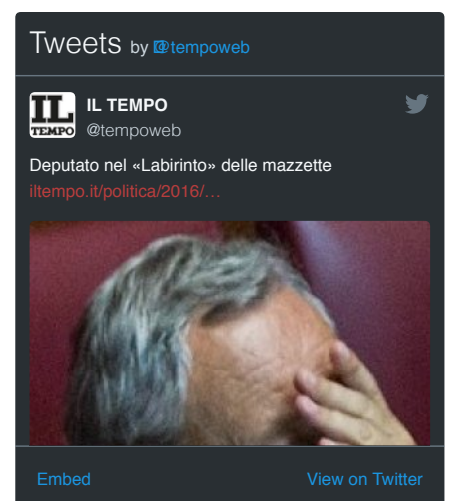 Tweets by @tempoweb
IL TEMPO
IL TEMPO
@tempoweb
Deputato nel «Labirinto» delle mazzette
iltempo.it/politica/2016/…
Embed
View on Twitter